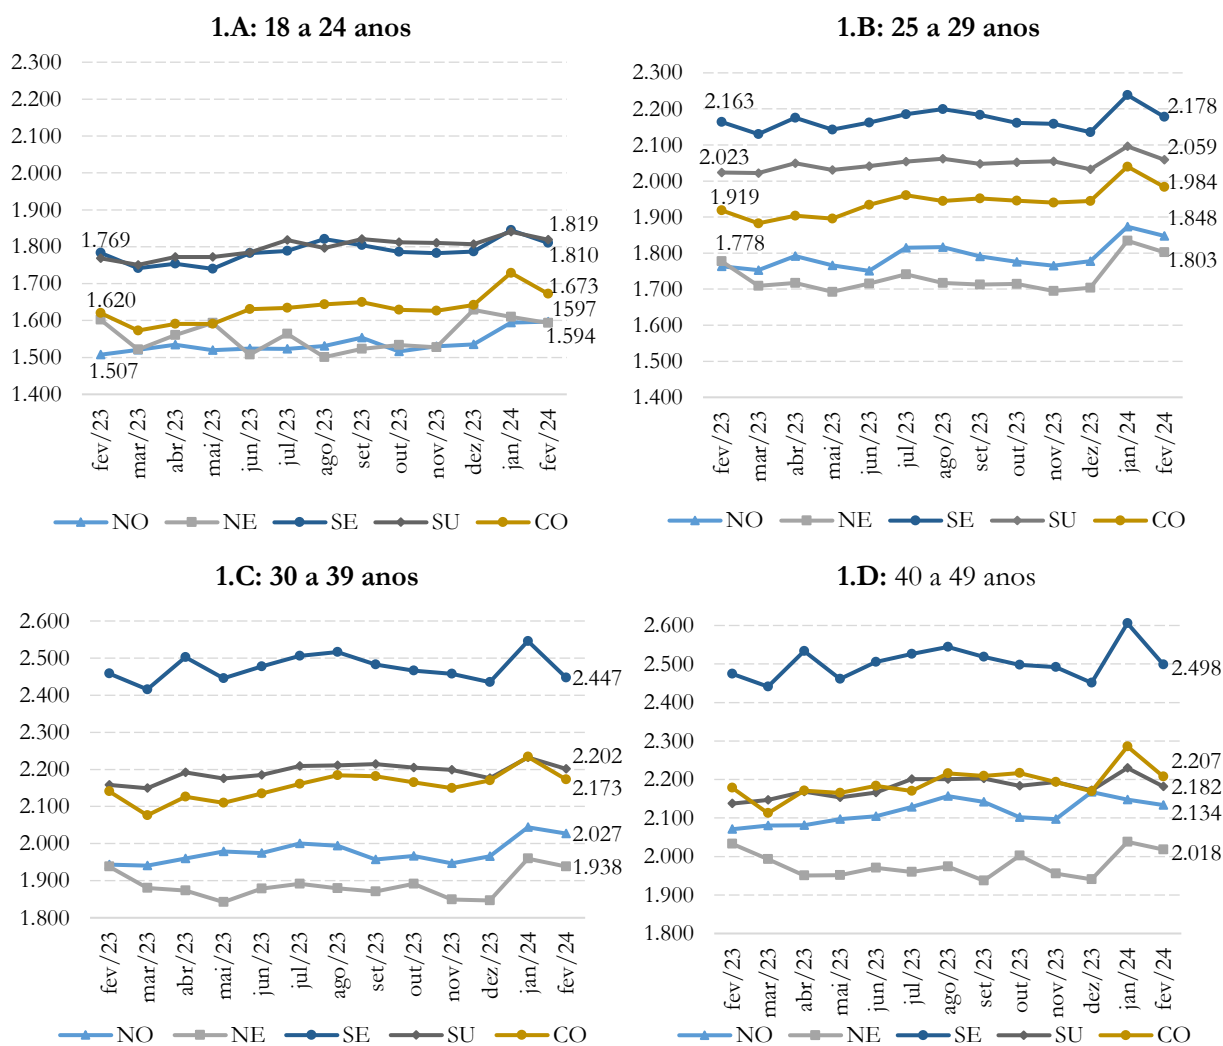 1.A: 18 a 24 anos
2.300
2.200
2.100
2.000
1.900
1.800
1.700
1.600
1.500
1.400
1.769
1.620
1.507
1.819
1.810
1.673
1597
1.594
fev/23
mar/23
abr/23
mai/23
jun/23
jul/23
ago/23
set/23
out/23
nov/23
dez/23
jan/24
fev/24
NO NE SE SU CO
1.B: 25 a 29 anos
2.300
2.200
2.100
2.000
1.900
1.800
1.700
1.600
1.500
1.400
2.163
2.023
1.919
1.778
2.178
2.059
1.984
1.848
1.803
fev/23
mar/23
abr/23
mai/23
jun/23
jul/23
ago/23
set/23
out/23
nov/23
dez/23
jan/24
fev/24
NO NE SE SU CO
1.C: 30 a 39 anos
2.600
2.500
2.400
2.300
2.200
2.100
2.000
1.900
1.800
2.447
2.202
2.173
2.027
1.938
fev/23
mar/23
abr/23
mai/23
jun/23
jul/23
ago/23
set/23
out/23
nov/23
dez/23
jan/24
fev/24
NO NE SE SU CO
1.D: 40 a 49 anos
2.600
2.500
2.400
2.300
2.200
2.100
2.000
1.900
1.800
2.498
2.207
2.182
2.134
2.018
fev/23
mar/23
abr/23
mai/23
jun/23
jul/23
ago/23
set/23
out/23
nov/23
dez/23
jan/24
fev/24
NO NE SE SU CO